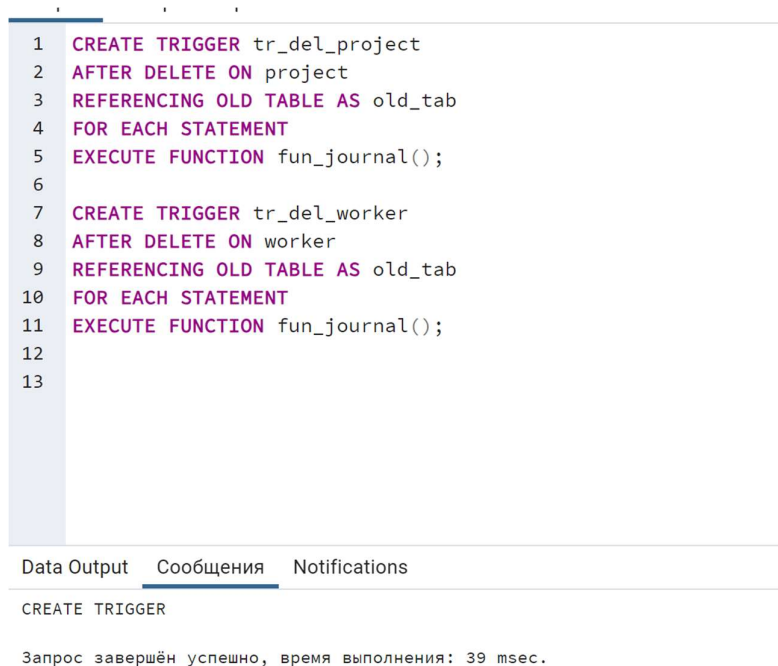 1 CREATE TRIGGER tr_del_project
2 AFTER DELETE ON project
3 REFERENCING OLD TABLE AS old_tab
4 FOR EACH STATEMENT
5 EXECUTE FUNCTION fun_journal();
6
7 CREATE TRIGGER tr_del_worker
8 AFTER DELETE ON worker
9 REFERENCING OLD TABLE AS old_tab
10 FOR EACH STATEMENT
11 EXECUTE FUNCTION fun_journal();
12
13
Data Output Сообщения Notifications
CREATE TRIGGER
Запрос завершён успешно, время выполнения: 39 msec.